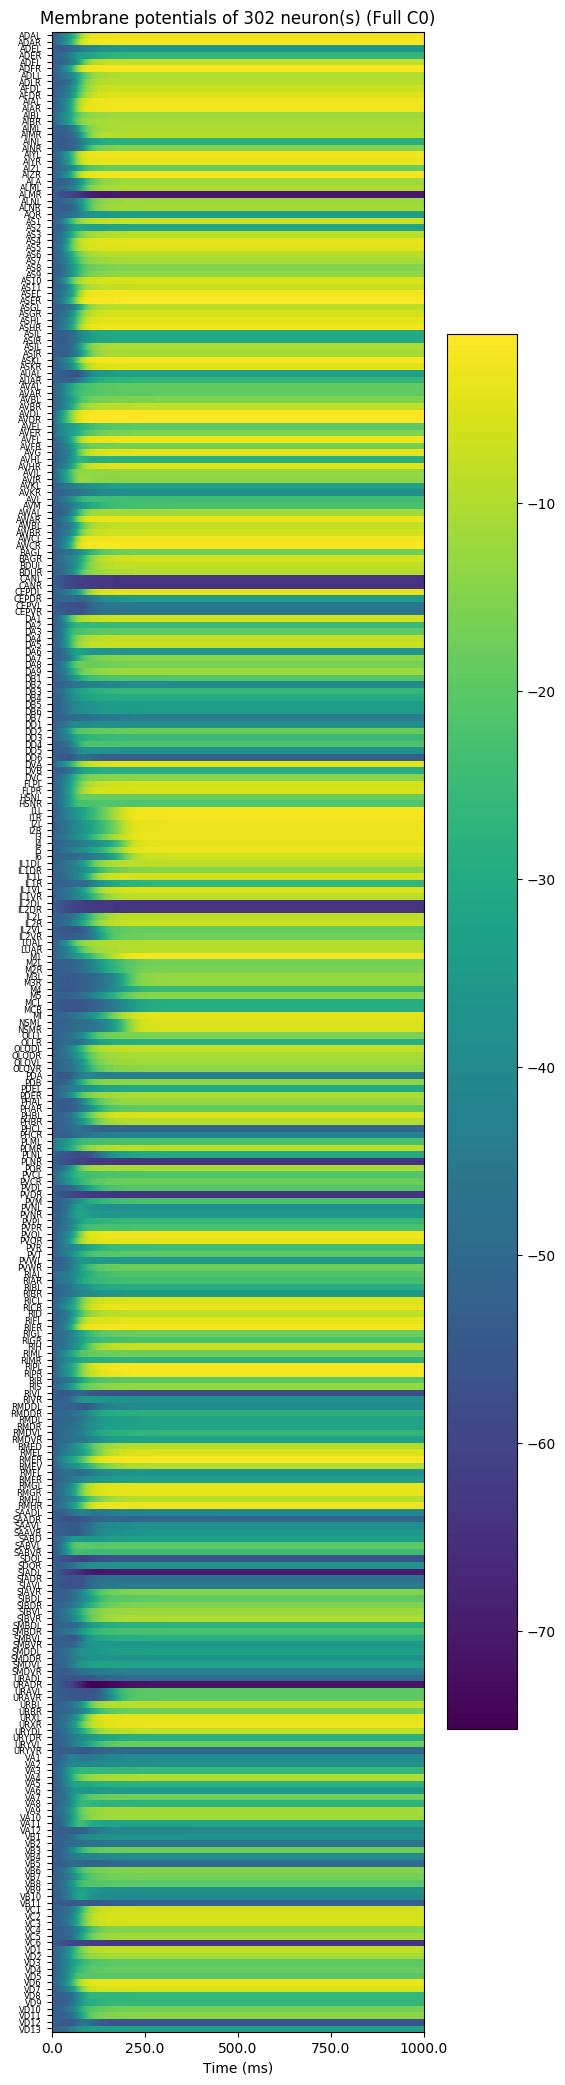 Membrane potentials of 302 neuron(s) (Full C0)
ADAL
ADAR
ADEL
ADER
ADFL
ADFR
ADLL
ADLR
AFDL
AFDR
AIAL
AIAR
AIBL
AIBR
AIML
AIMR
AINL
AINR
AIYL
AIYR
AIZL
AIZR
ALA
ALML
ALMR
ALNL
ALNR
AQR
AS1
AS2
AS3
AS4
AS5
AS6
AS7
AS8
AS9
AS10
AS11
ASEL
ASER
ASGL
ASGR
ASHL
ASHR
ASIL
ASIR
ASJL
ASJR
ASKL
ASKR
AUAL
AUAR
AVAL
AVAR
AVBL
AVBR
AVDL
AVDR
AVEL
AVER
AVFL
AVFR
AVG
AVHL
AVHR
AVJL
AVJR
AVKL
AVKR
AVL
AVM
AWAL
AWAR
AWBL
AWBR
AWCL
AWCR
BAGL
BAGR
BDUL
BDUR
CANL
CANR
CEPDL
CEPDR
CEPVL
CEPVR
DA1
DA2
DA3
DA4
DA5
DA6
DA7
DA8
DA9
DB1
DB2
DB3
DB4
DB5
DB6
DB7
DD1
DD2
DD3
DD4
DD5
DD6
DVA
DVB
DVC
FLPL
FLPR
HSNL
HSNR
I1L
I1R
I2L
I2R
I3
I4
I5
I6
IL1DL
IL1DR
IL1L
IL1R
IL1VL
IL1VR
IL2DL
IL2DR
IL2L
IL2R
IL2VL
IL2VR
LUAL
LUAR
M1
M2L
M2R
M3L
M3R
M4
M5
MCL
MCR
MI
NSML
NSMR
OLLL
OLLR
OLQDL
OLQDR
OLQVL
OLQVR
PDA
PDB
PDEL
PDER
PHAL
PHAR
PHBL
PHBR
PHCL
PHCR
PLML
PLMR
PLNL
PLNR
PQR
PVCL
PVCR
PVDL
PVDR
PVM
PVNL
PVNR
PVPL
PVPR
PVQL
PVQR
PVR
PVT
PVWL
PVWR
RIAL
RIAR
RIBL
RIBR
RICL
RICR
RID
RIFL
RIFR
RIGL
RIGR
RIH
RIML
RIMR
RIPL
RIPR
RIR
RIS
RIVL
RIVR
RMDDL
RMDDR
RMDL
RMDR
RMDVL
RMDVR
RMED
RMEL
RMER
RMEV
RMFL
RMFR
RMGL
RMGR
RMHL
RMHR
SAADL
SAADR
SAAVL
SAAVR
SABD
SABVL
SABVR
SDQL
SDQR
SIADL
SIADR
SIAVL
SIAVR
SIBDL
SIBDR
SIBVL
SIBVR
SMBDL
SMBDR
SMBVL
SMBVR
SMDDL
SMDDR
SMDVL
SMDVR
URADL
URADR
URAVL
URAVR
URBL
URBR
URXL
URXR
URYDL
URYDR
URYVL
URYVR
VA1
VA2
VA3
VA4
VA5
VA6
VA7
VA8
VA9
VA10
VA11
VA12
VB1
VB2
VB3
VB4
VB5
VB6
VB7
VB8
VB9
VB10
VB11
VC1
VC2
VC3
VC4
VC5
VC6
VD1
VD2
VD3
VD4
VD5
VD6
VD7
VD8
VD9
VD10
VD11
VD12
VD13
0.0 250.0 500.0 750.0 1000.0
Time (ms)
−10
−20
−30
−40
−50
−60
−70